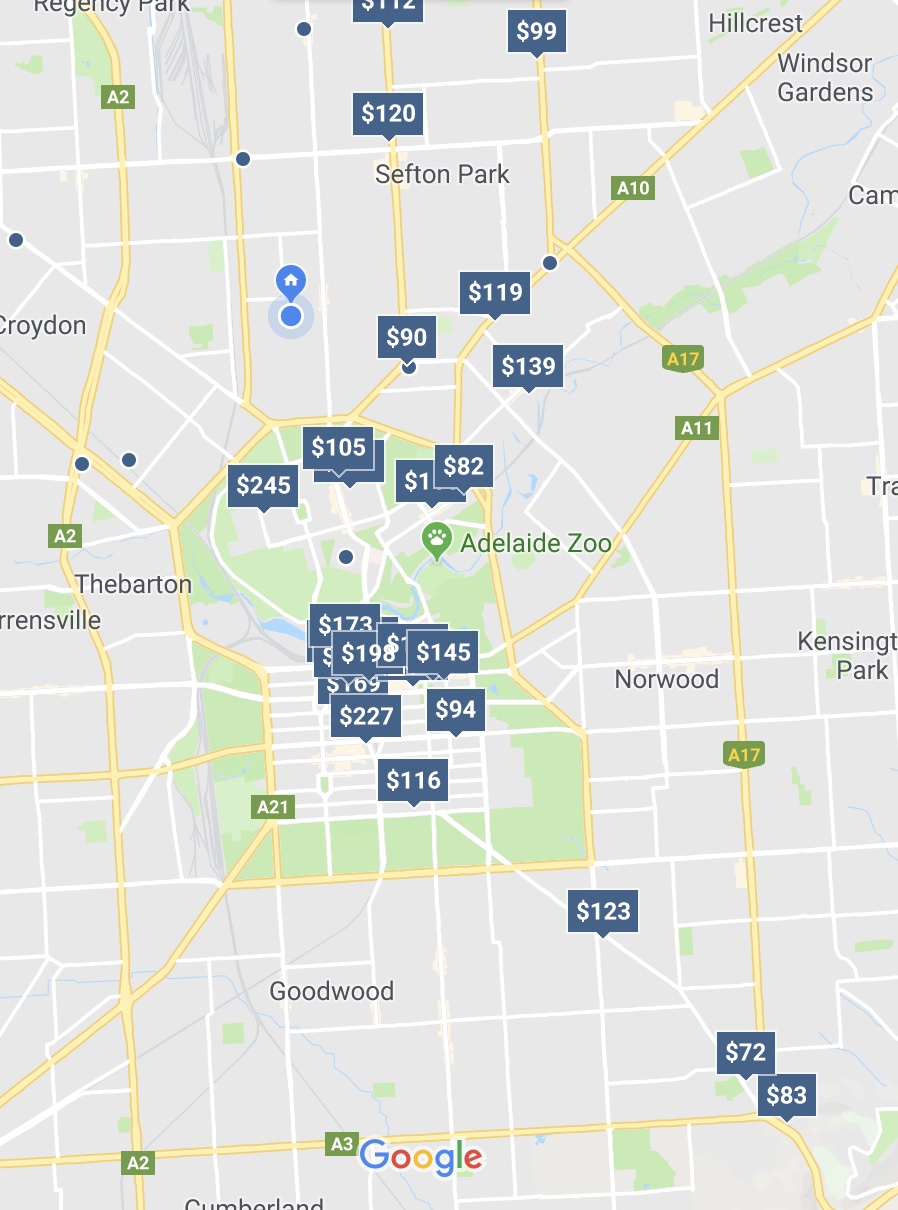 Regency Park
$112
$99
Hillcrest
Windsor
Gardens
A2
$120
Sefton Park
A10
Cam
$119
Croydon
$90
$139
A17
A11
$105
$82
$245
$1
Tra
A2
Adelaide Zoo
Thebarton
rrensville
$173
$1
$
$198
$145
Kensingt
Park
Norwood
$169
$227
$94
A17
$116
A21
$123
Goodwood
$72
$83
A3
Google
A2
Cumberland